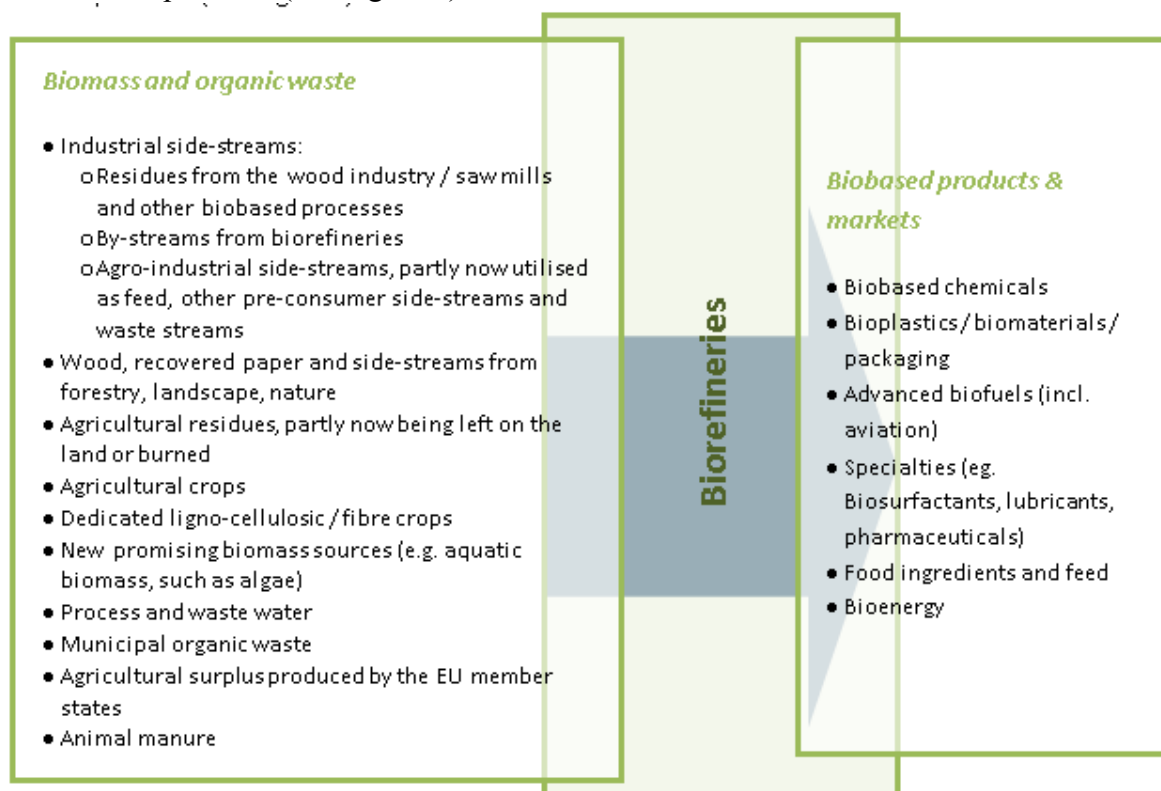 Biomass and organic waste
● Industrial side-streams:
o Residues from the wood industry / saw mills
and other biobased processes
o By-streams from biorefineries
o Agro-industrial side-streams, partly now utilised
as feed, other pre-consumer side-streams and
waste streams
● Wood, recovered paper and side-streams from
forestry, landscape, nature
● Agricultural residues, partly now being left on the
land or burned
● Agricultural crops
● Dedicated ligno-cellulosic / fibre crops
● New promising biomass sources (e.g. aquatic
biomass, such as algae)
● Process and waste water
● Municipal organic waste
● Agricultural surplus produced by the EU member
states
● Animal manure
Biorefineries
Biobased products &
markets
● Biobased chemicals
● Bioplastics / biomaterials /
packaging
● Advanced biofuels (incl.
aviation)
● Specialties (eg.
Biosurfactants, lubricants,
pharmaceuticals)
● Food ingredients and feed
● Bioenergy